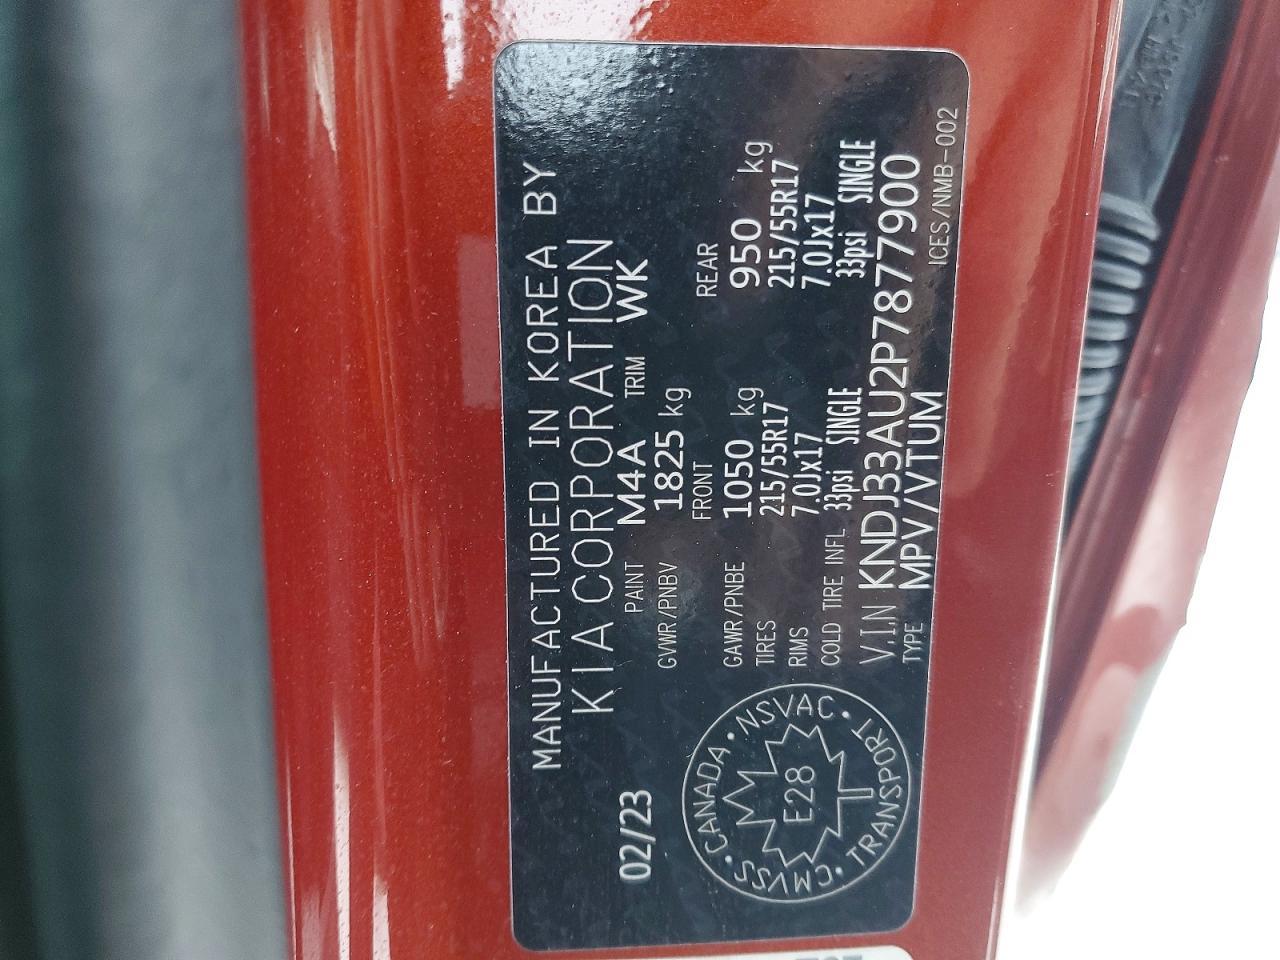 MANUFACTURED IN KOREA BY
KIA CORPORATION
02/23 PAINT M4A TRIM WK
GVWR/PNBV 1825 kg
FRONT REAR
GAWR/PNBE 1050 kg 950 kg
TIRES 215/55R17 215/55R17
RIMS 7.0Jx17 7.0Jx17
COLD TIRE INFL 33psi SINGLE 33psi SINGLE
V.I.N KNDJ33AU2P7877900
TYPE MPV/VTUM ICES/NMB-002
CANADA · NSVAC · TRANSPORT · CMVSS ·
E28